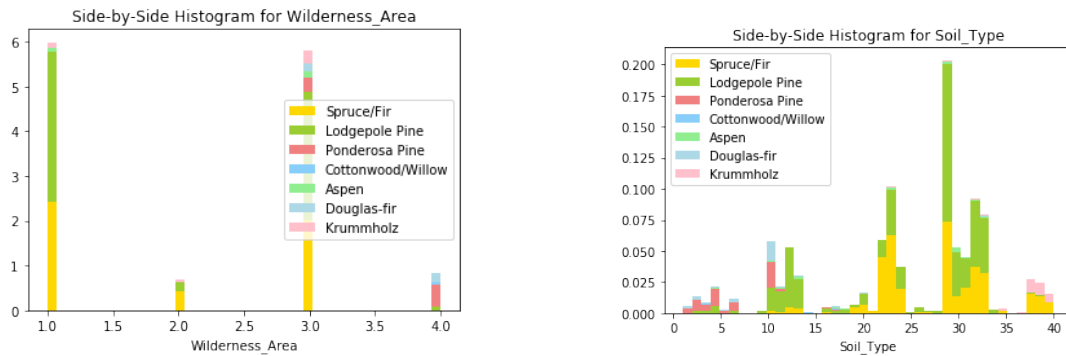 Side-by-Side Histogram for Wilderness_Area
6
5
4
3
2
1
0
Spruce/Fir
Lodgepole Pine
Ponderosa Pine
Cottonwood/Willow
Aspen
Douglas-fir
Krummholz
1.0 1.5 2.0 2.5 3.0 3.5 4.0
Wilderness_Area
Side-by-Side Histogram for Soil_Type
0.200
0.175
0.150
0.125
0.100
0.075
0.050
0.025
0.000
Spruce/Fir
Lodgepole Pine
Ponderosa Pine
Cottonwood/Willow
Aspen
Douglas-fir
Krummholz
0 10 20 30 40
Soil_Type